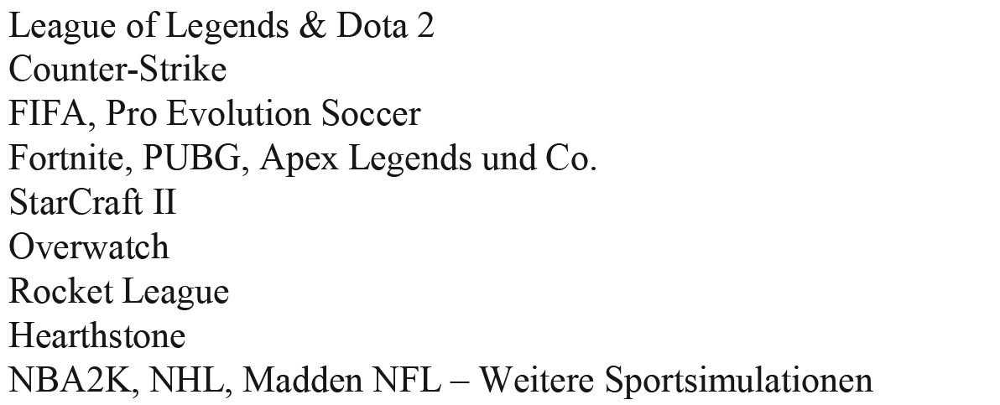 League of Legends & Dota 2
Counter-Strike
FIFA, Pro Evolution Soccer
Fortnite, PUBG, Apex Legends und Co.
StarCraft II
Overwatch
Rocket League
Hearthstone
NBA2K, NHL, Madden NFL – Weitere Sportsimulationen